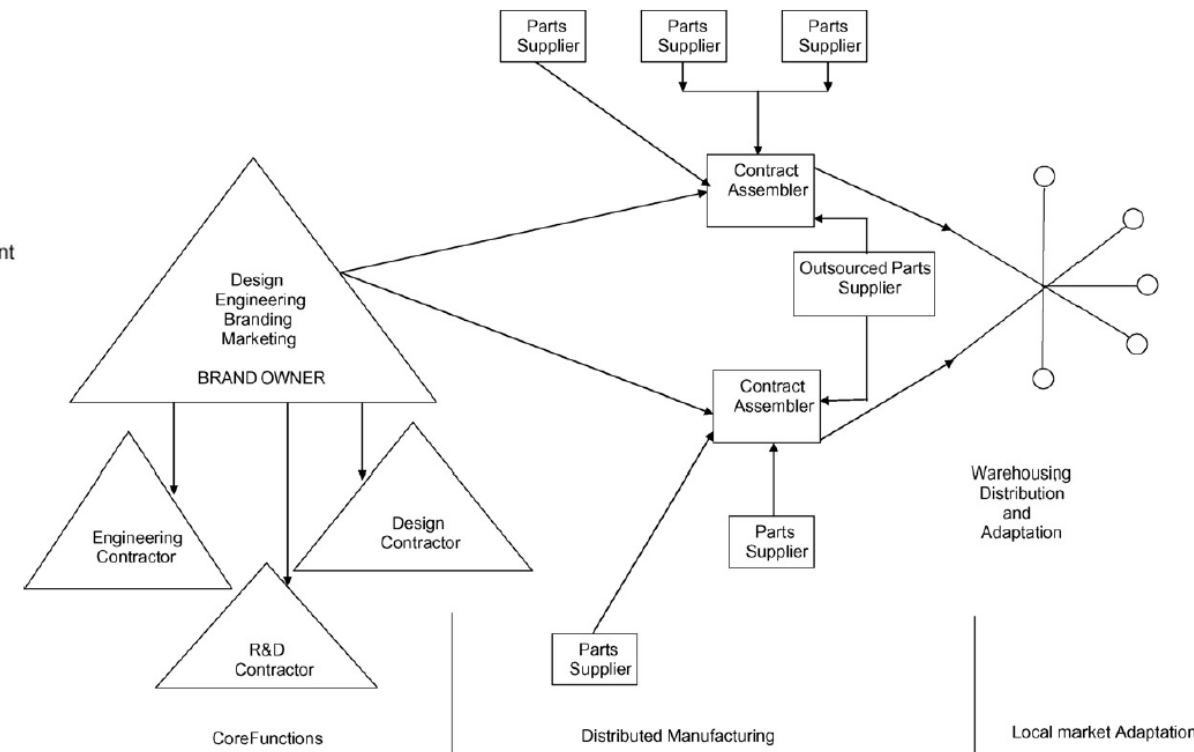 Parts
Supplier
Parts
Supplier
Parts
Supplier
Contract
Assembler
nt
Design
Engineering
Branding
Marketing
BRAND OWNER
Outsourced Parts
Supplier
Contract
Assembler
Engineering
Contractor
Design
Contractor
R&D
Contractor
Parts
Supplier
Parts
Supplier
Warehousing
Distribution
and
Adaptation
CoreFunctions
Distributed Manufacturing
Local market Adaptation